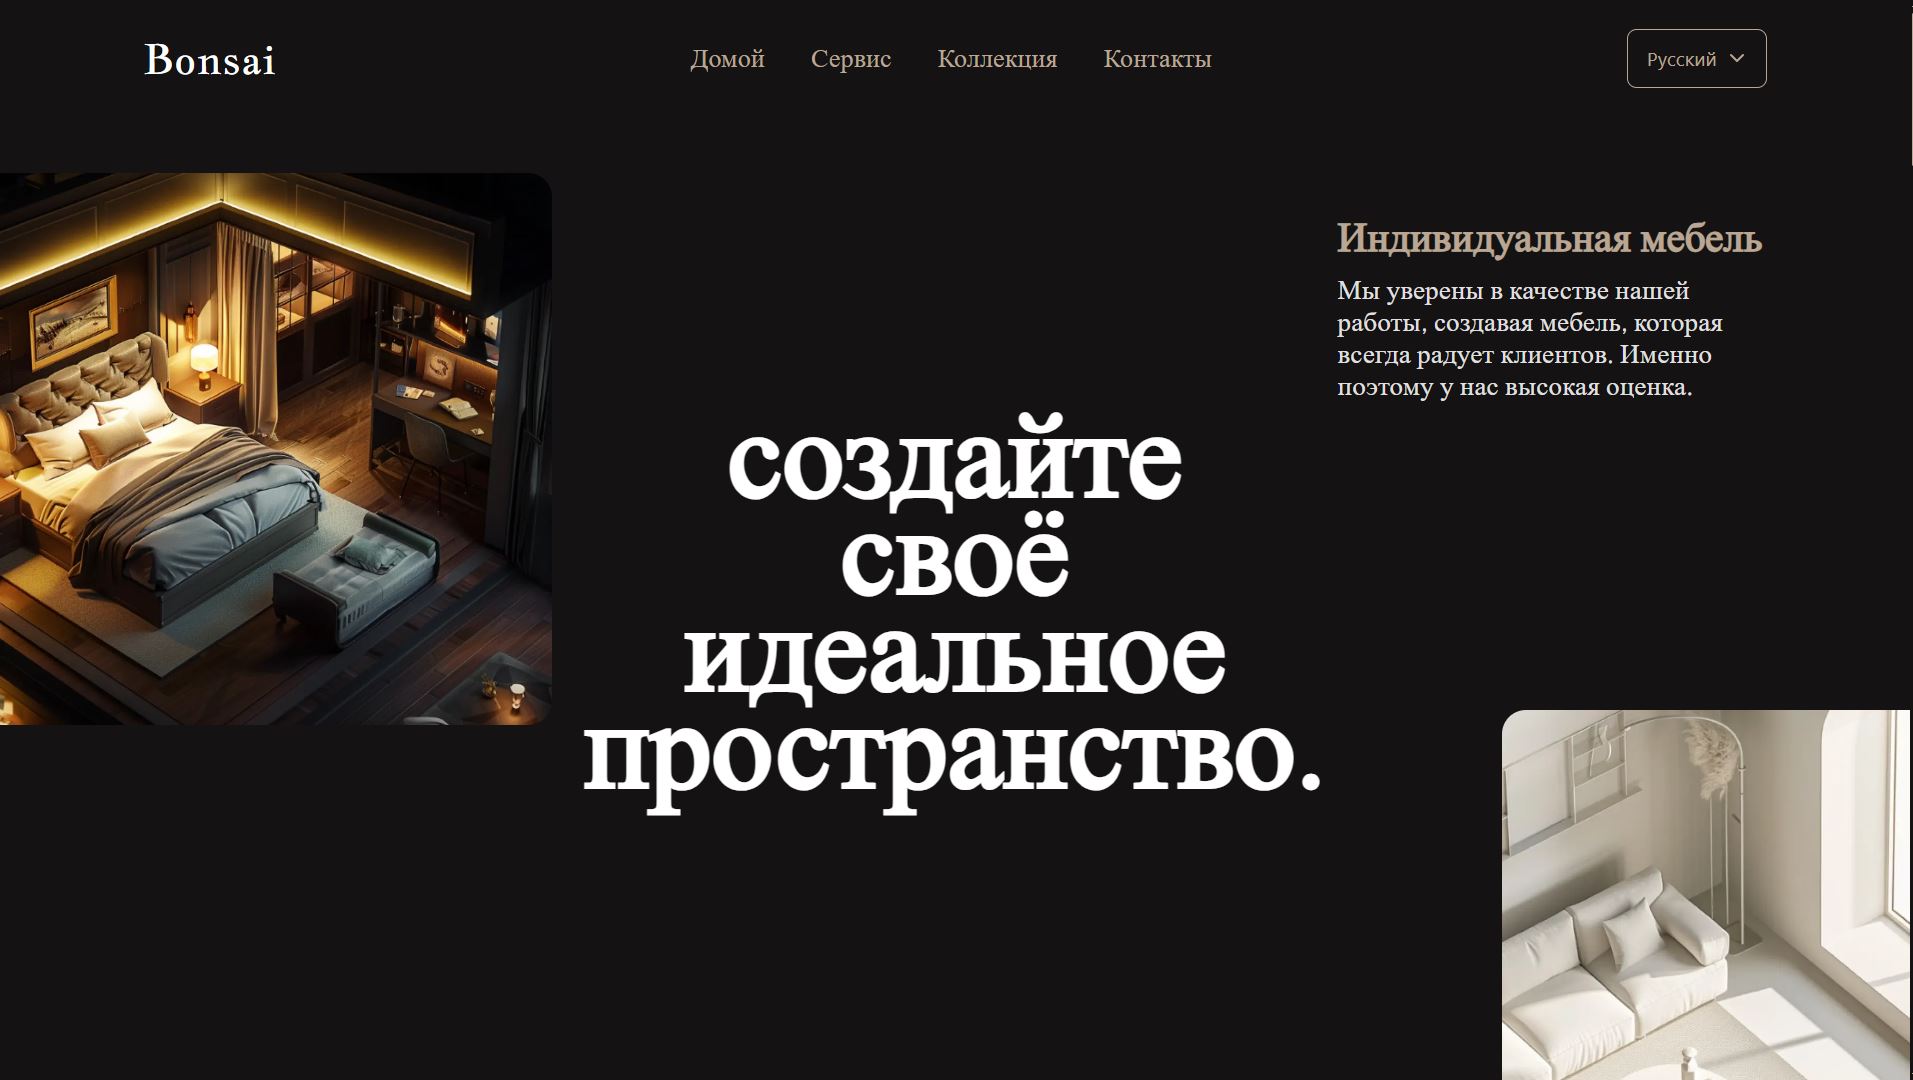 Bonsai
Домой
Сервис
Коллекция
Контакты
Русский
Индивидуальная мебель
Мы уверены в качестве нашей
работы, создавая мебель, которая
всегда радует клиентов. Именно
поэтому у нас высокая оценка.
создайте
своё
идеальное
пространство.